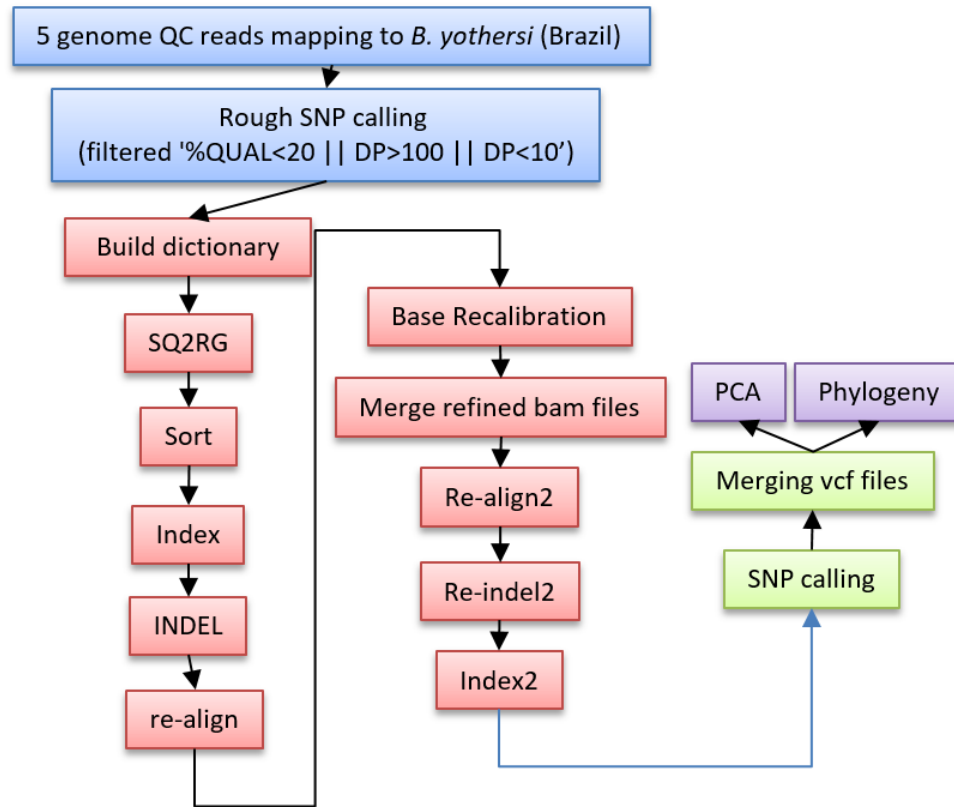 5 genome QC reads mapping to B. yothersi (Brazil)
Rough SNP calling
(filtered '%QUAL<20 || DP>100 || DP<10’)
Build dictionary
SQ2RG
Sort
Index
INDEL
re-align
Base Recalibration
Merge refined bam files
Re-align2
Re-indel2
Index2
SNP calling
Merging vcf files
PCA
Phylogeny